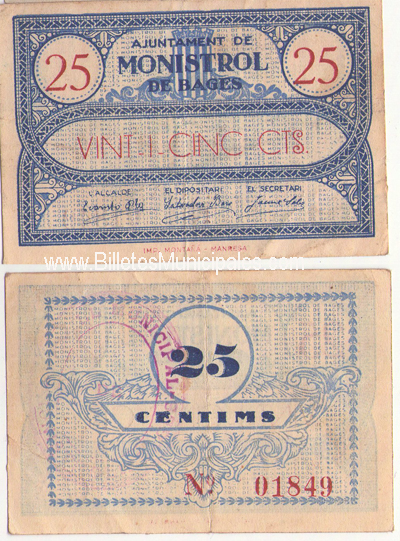 AJUNTAMENT DE
25 MONISTROL 25
DE BAGES
VINT-I-CINC CTS.
L'ALCALDE EL DIPOSITARI EL SECRETARI
IMP. MONTAÑÀ - MANRESA
www.BilletesMunicipales.com
MUNICIPAL
25
CENTIMS
Nº 01849